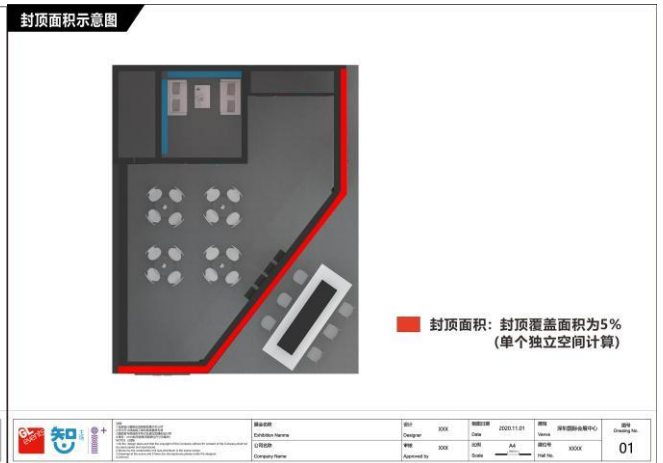 封顶面积示意图
封顶面积：封顶覆盖面积为5%
(单个独立空间计算)
GL
events
知
展会名称
Exhibition Name
公司名称
Company Name
设计
Designer
XXX
审核
Approved by
XXX
制图日期
Date
2020.11.01
比例
Scale
A4
展馆
Venue
深圳国际会展中心
展位号
Hall No.
XXXX
图号
Drawing No.
01